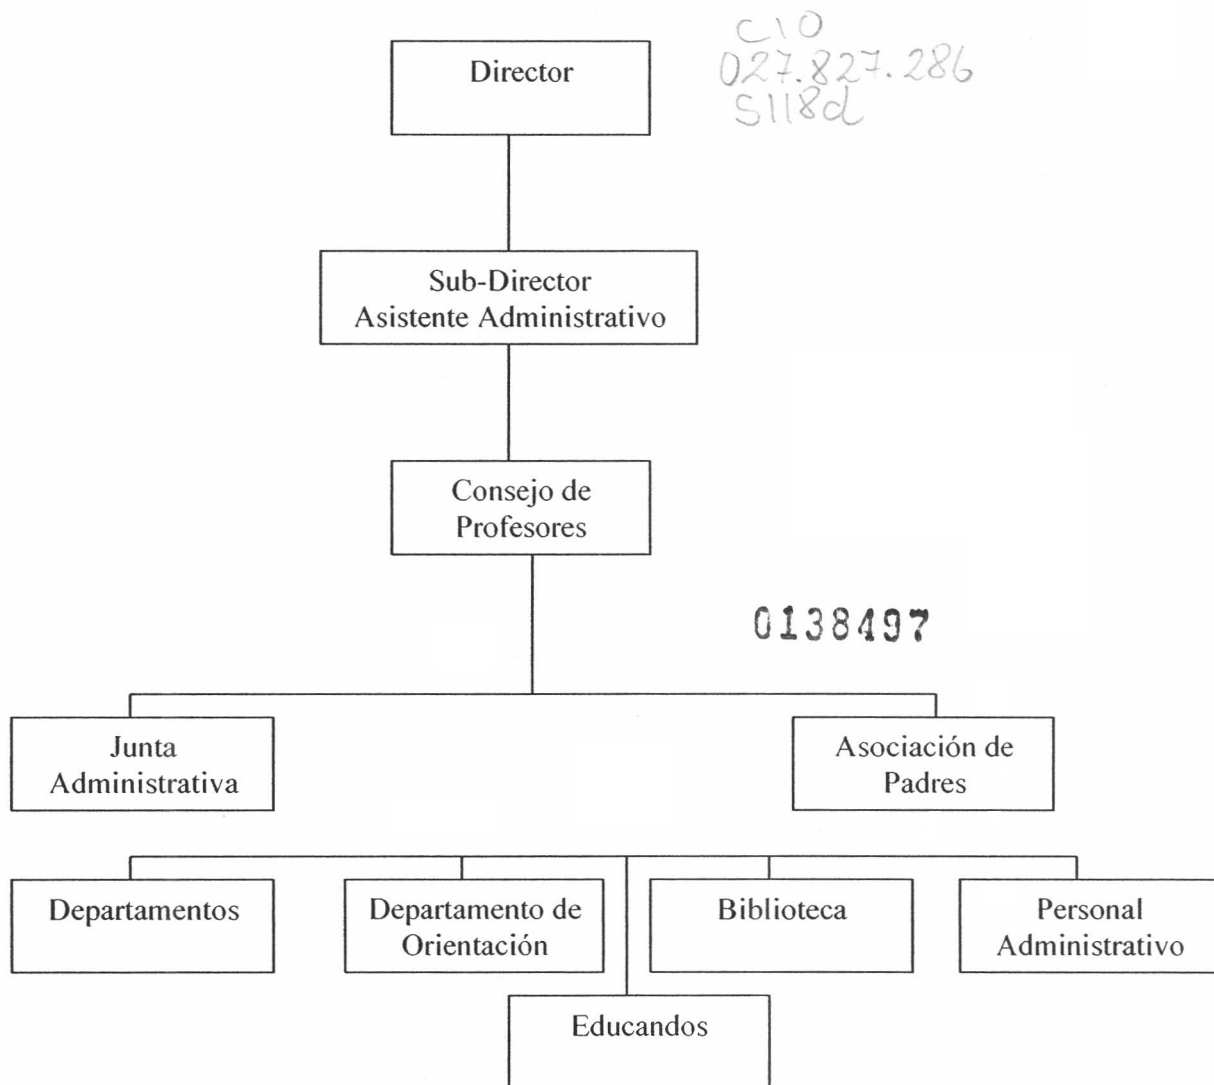 Director
C10
027.827.286
S118d
Sub-Director
Asistente Administrativo
Consejo de
Profesores
0138497
Junta
Administrativa
Asociación de
Padres
Departamentos
Departamento de
Orientación
Biblioteca
Personal
Administrativo
Educandos